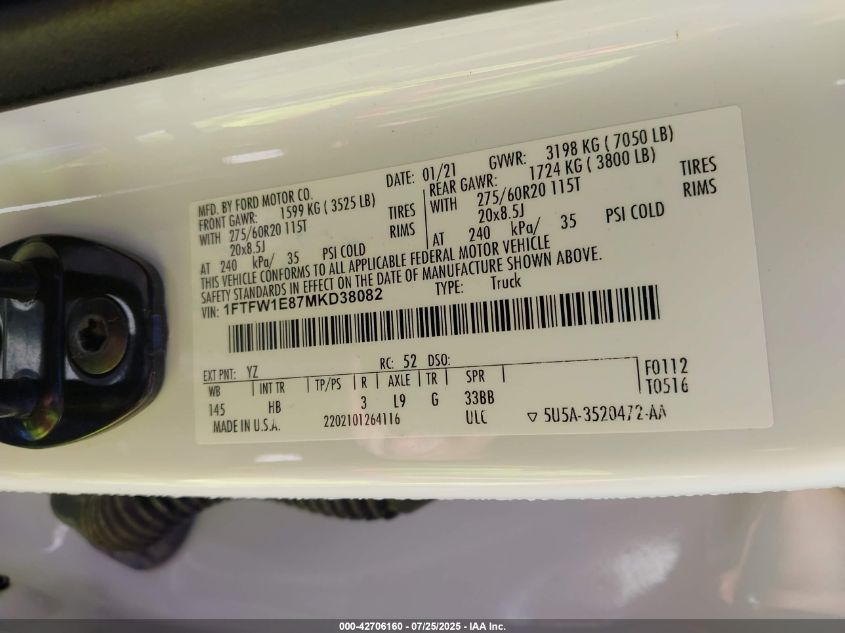 MFD. BY FORD MOTOR CO.
DATE: 01/21 GVWR: 3198 KG ( 7050 LB)
FRONT GAWR: 1599 KG ( 3525 LB)
WITH 275/60R20 115T TIRES
20x8.5J RIMS
AT 240 kPa/ 35 PSI COLD
REAR GAWR: 1724 KG ( 3800 LB)
WITH 275/60R20 115T TIRES
20x8.5J RIMS
AT 240 kPa/ 35 PSI COLD
THIS VEHICLE CONFORMS TO ALL APPLICABLE FEDERAL MOTOR VEHICLE
SAFETY STANDARDS IN EFFECT ON THE DATE OF MANUFACTURE SHOWN ABOVE.
VIN: 1FTFW1E87MKD38082 TYPE: Truck
EXT PNT: YZ RC: 52 DSO:
WB INT TR TP/PS R AXLE TR SPR F0112
145 HB 3 L9 G 33BB T0516
MADE IN U.S.A. 2202101264116 ULC ▽ 5U5A-3520472-AA
000-42706160 - 07/25/2025 - IAA Inc.